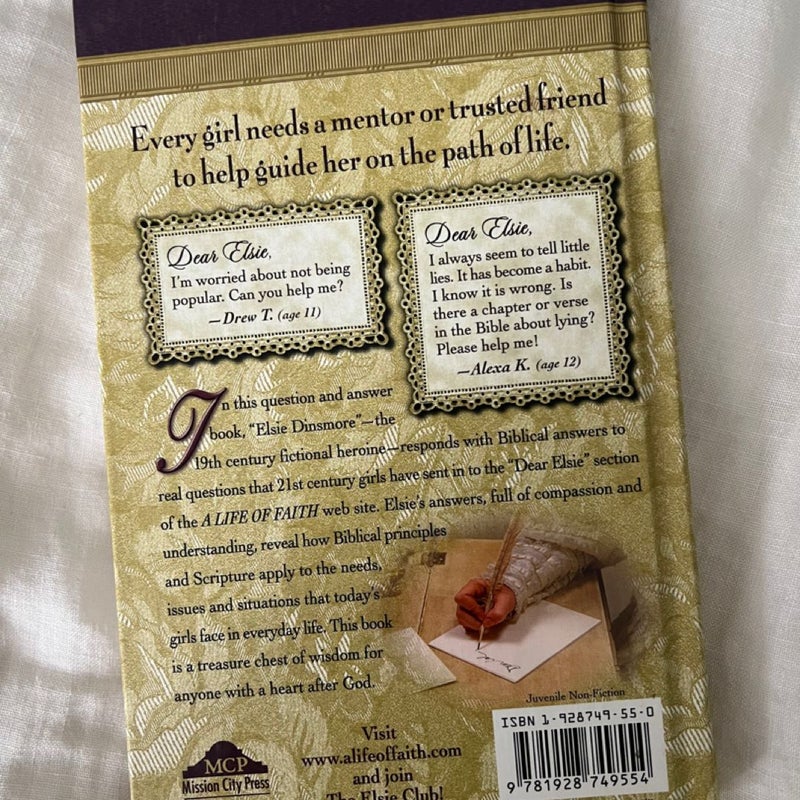 Every girl needs a mentor or trusted friend
to help guide her on the path of life.
Dear Elsie,
I'm worried about not being
popular. Can you help me?
—Drew T. (age 11)
Dear Elsie,
I always seem to tell little
lies. It has become a habit.
I know it is wrong. Is
there a chapter or verse
in the Bible about lying?
Please help me!
—Alexa K. (age 12)
In this question and answer
book, "Elsie Dinsmore"—the
19th century fictional heroine—responds with Biblical answers to
real questions that 21st century girls have sent in to the "Dear Elsie" section
of the A LIFE OF FAITH web site. Elsie's answers, full of compassion and
understanding, reveal how Biblical principles
and Scripture apply to the needs,
issues and situations that today's
girls face in everyday life. This book
is a treasure chest of wisdom for
anyone with a heart after God.
Juvenile Non-Fiction
ISBN 1-928749-55-0
9 781928 749554
MCP
Mission City Press
Visit
www.alifeoffaith.com
and join
The Elsie Club!